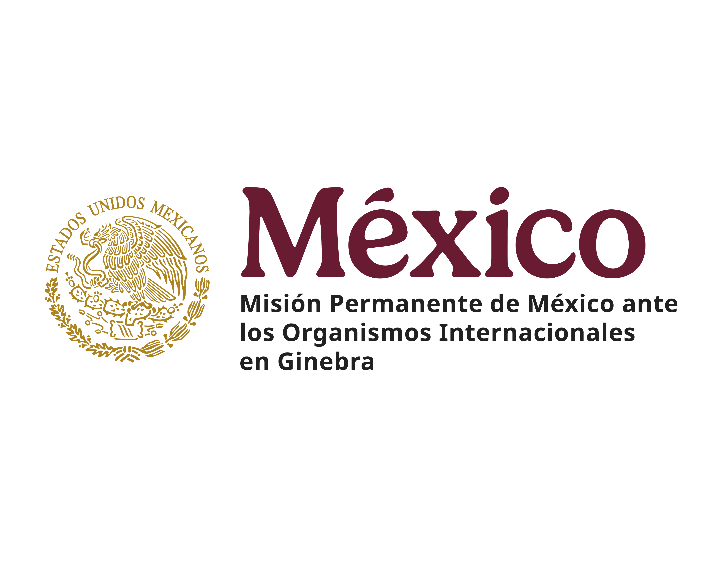 ESTADOS UNIDOS MEXICANOS
México
Misión Permanente de México ante
los Organismos Internacionales
en Ginebra